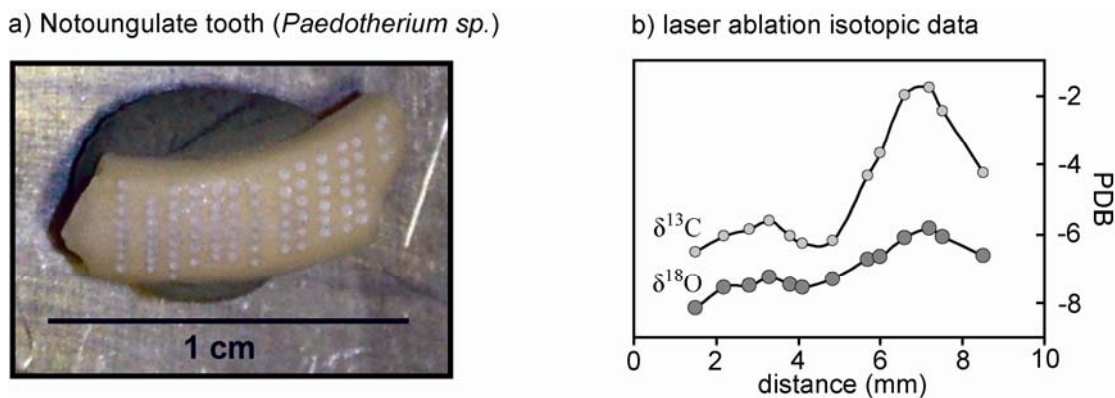 a) Notoungulate tooth (Paedotherium sp.)
1 cm
b) laser ablation isotopic data
-2
-4
-6
-8
PDB
δ¹³C
δ¹⁸O
0 2 4 6 8 10
distance (mm)